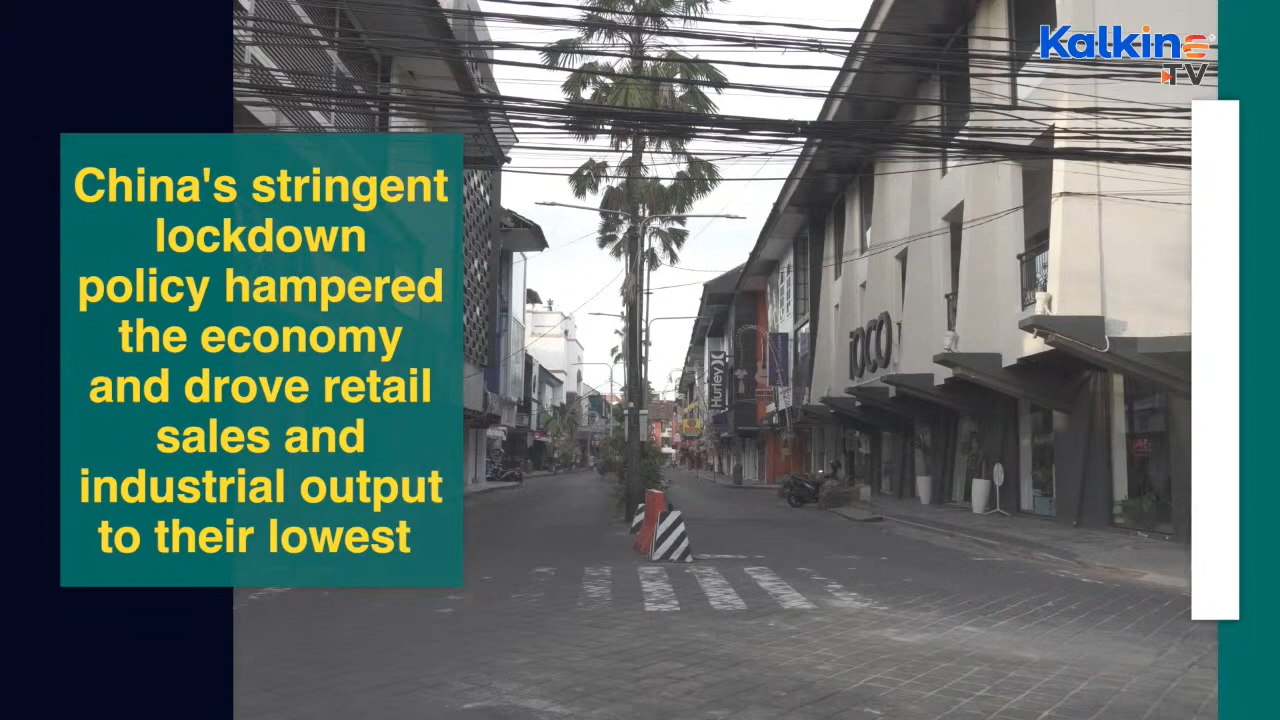 Kalkine
TV
China's stringent
lockdown
policy hampered
the economy
and drove retail
sales and
industrial output
to their lowest
Hurley